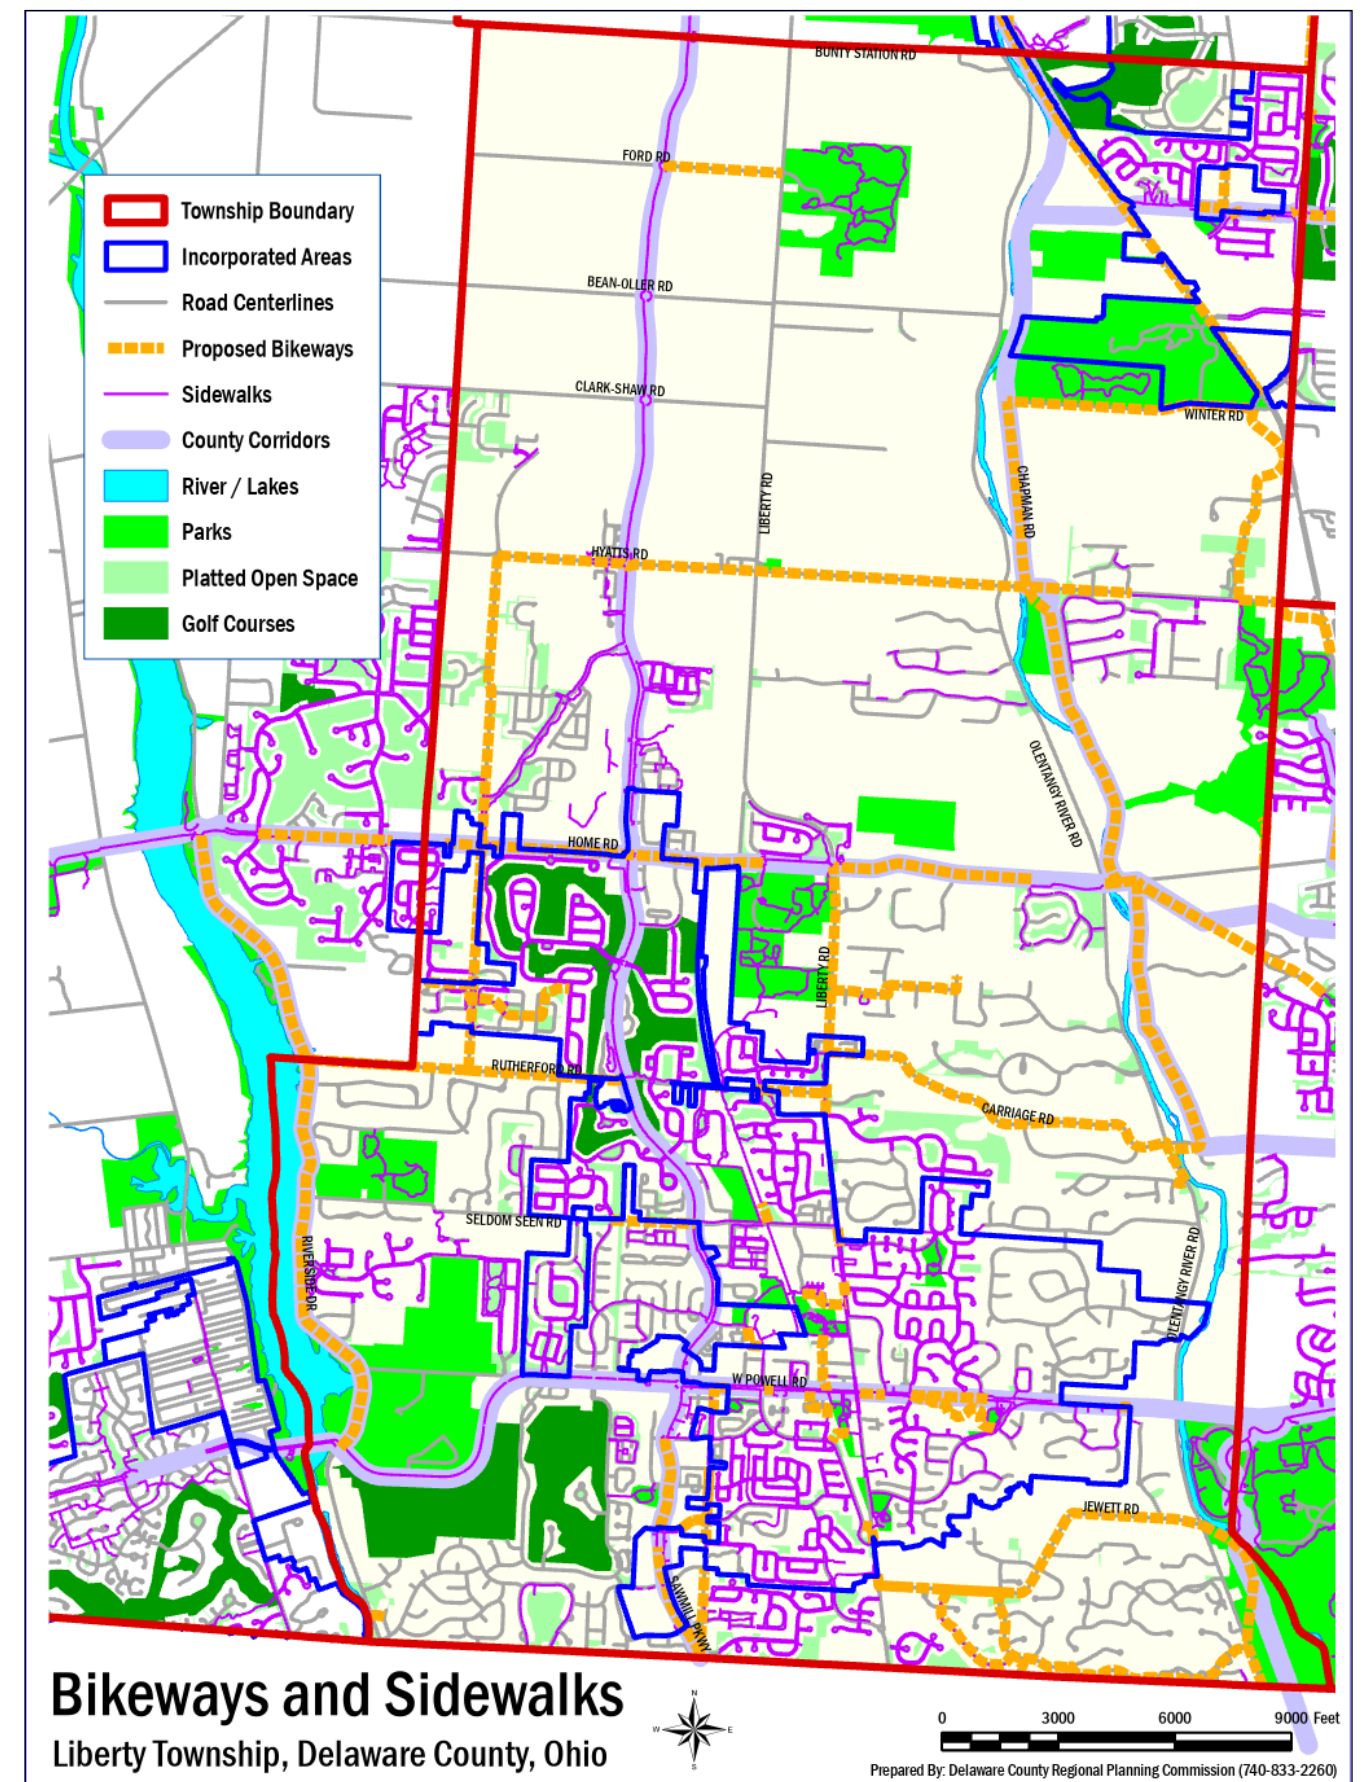 BUNTY STATION RD
FORD RD
Township Boundary
Incorporated Areas
BEAN-OLLER RD
Road Centerlines
Proposed Bikeways
Sidewalks
CLARK-SHAW RD
WINTER RD
County Corridors
River / Lakes
LIBERTY RD
CHAPMAN RD
Parks
HYATTS RD
Platted Open Space
Golf Courses
OLENTANGY RIVER RD
HOME RD
LIBERTY RD
RUTHERFORD RD
CARRIAGE RD
SELDOM SEEN RD
RIVERSIDE DR
OLENTANGY RIVER RD
W POWELL RD
JEWETT RD
SAWMILL PKWY
Bikeways and Sidewalks
Liberty Township, Delaware County, Ohio
N
W E
S
0 3000 6000 9000 Feet
Prepared By: Delaware County Regional Planning Commission (740-833-2260)